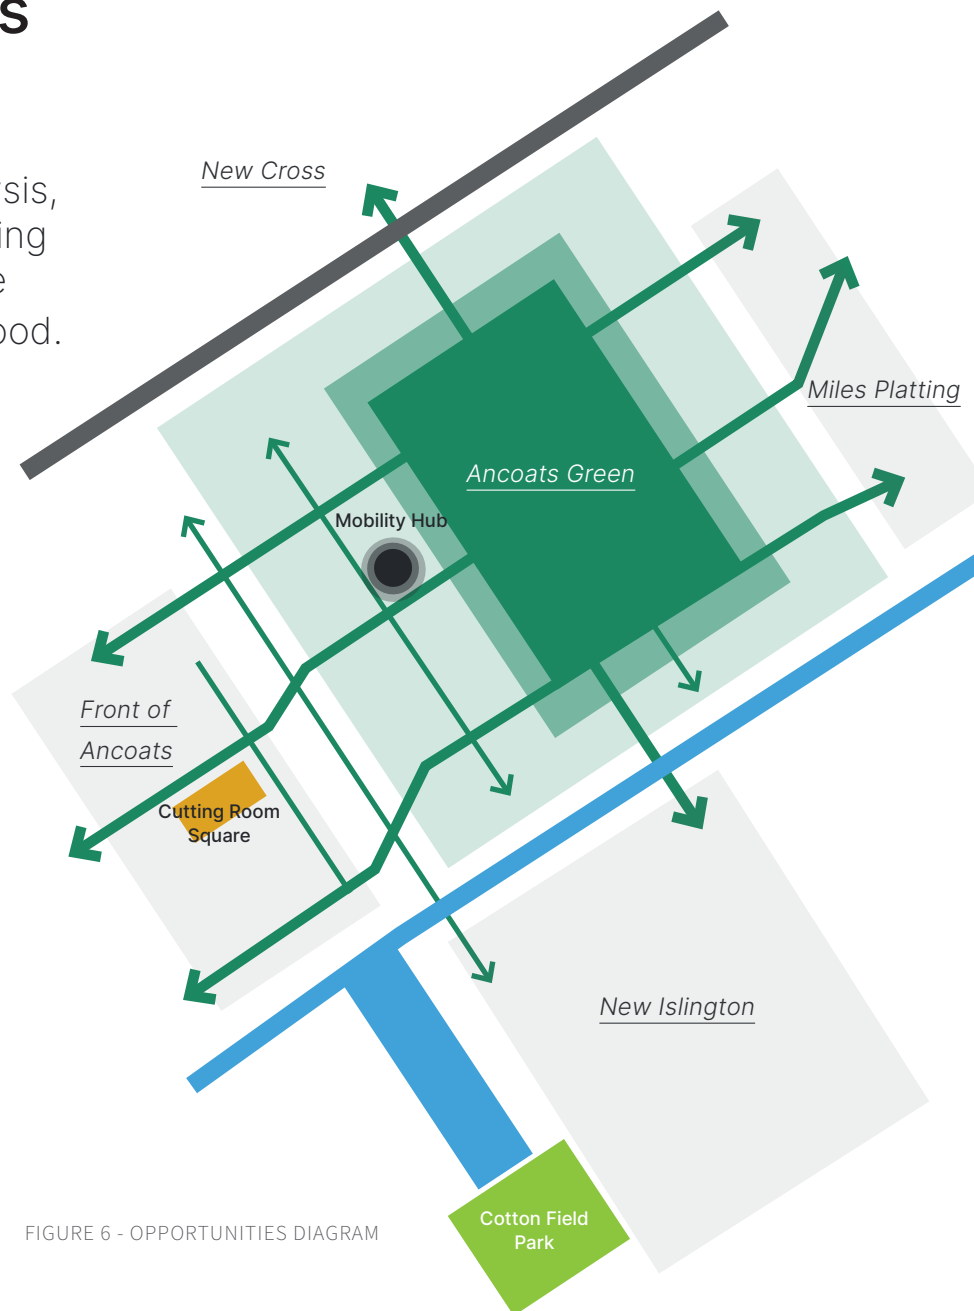 s
sis,
ing
e
ood.
New Cross
Miles Platting
Ancoats Green
Mobility Hub
Front of
Ancoats
Cutting Room
Square
New Islington
Cotton Field
Park
FIGURE 6 - OPPORTUNITIES DIAGRAM